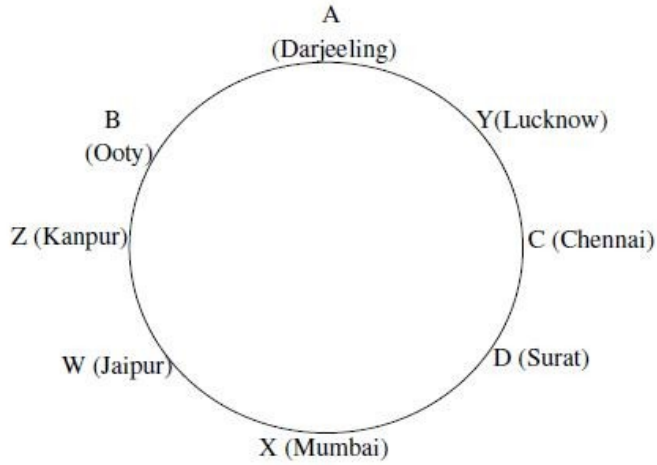 A
(Darjeeling)
Y(Lucknow)
B
(Ooty)
Z (Kanpur)
C (Chennai)
W (Jaipur)
D (Surat)
X (Mumbai)